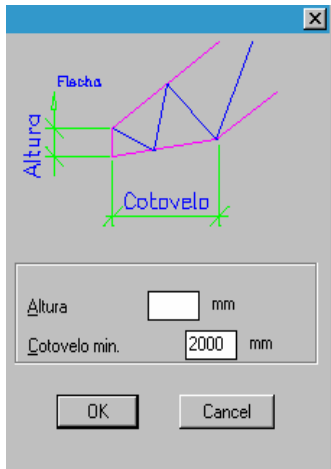 Flecha
Altura
Cotovelo
Altura mm
Cotovelo min. 2000 mm
OK Cancel